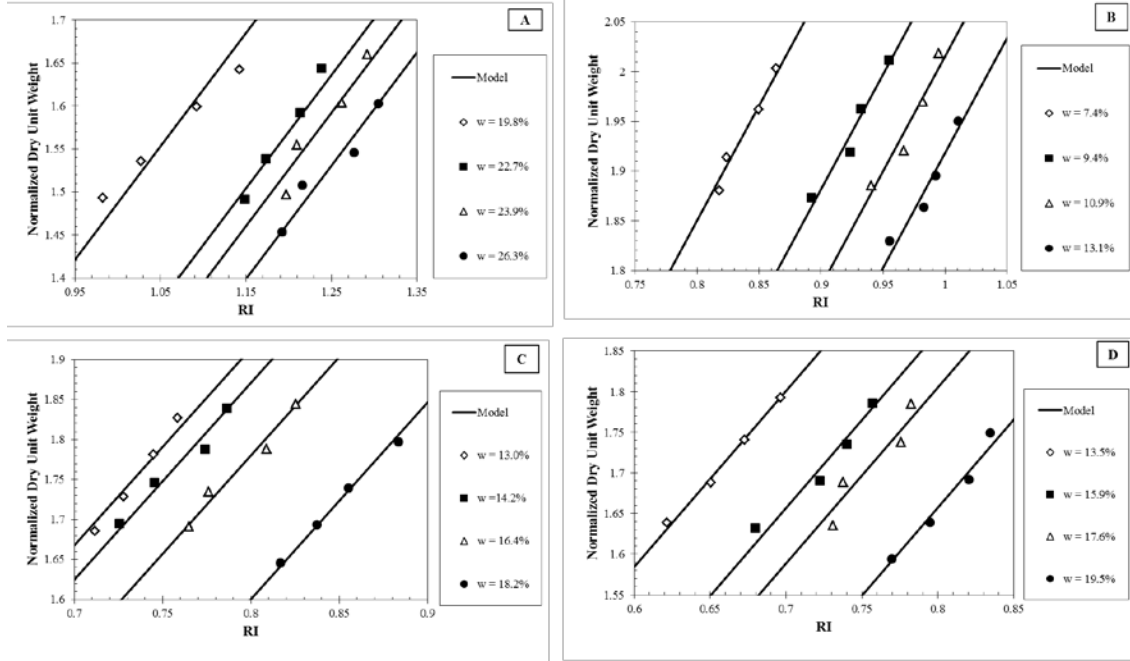 A
1.7
1.65
1.6
1.55
1.5
1.45
1.4
0.95
1.05
1.15
1.25
1.35
Normalized Dry Unit Weight
RI
Model
w = 19.8%
w = 22.7%
w = 23.9%
w = 26.3%
B
2.05
2
1.95
1.9
1.85
1.8
0.75
0.8
0.85
0.9
0.95
1
1.05
Normalized Dry Unit Weight
RI
Model
w = 7.4%
w = 9.4%
w = 10.9%
w = 13.1%
C
1.9
1.85
1.8
1.75
1.7
1.65
1.6
0.7
0.75
0.8
0.85
0.9
Normalized Dry Unit Weight
RI
Model
w = 13.0%
w =14.2%
w = 16.4%
w = 18.2%
D
1.85
1.8
1.75
1.7
1.65
1.6
1.55
0.6
0.65
0.7
0.75
0.8
0.85
Normalized Dry Unit Weight
RI
Model
w = 13.5%
w = 15.9%
w = 17.6%
w = 19.5%